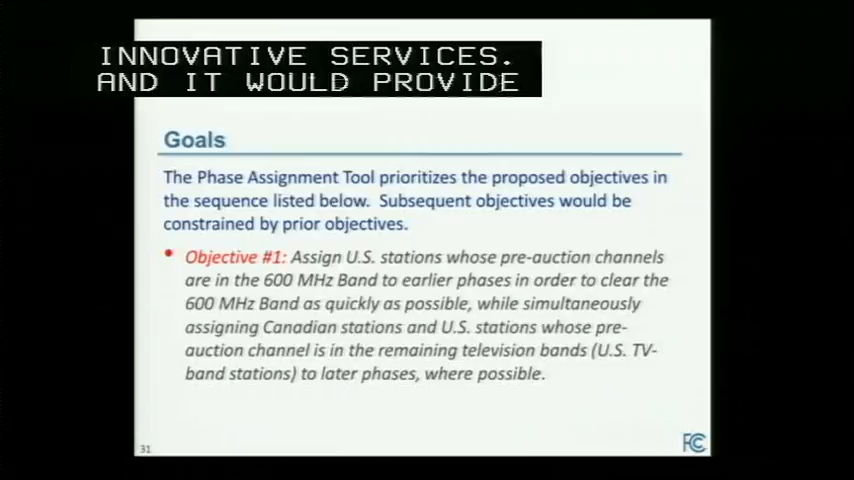 INNOVATIVE SERVICES.
AND IT WOULD PROVIDE
Goals
The Phase Assignment Tool prioritizes the proposed objectives in
the sequence listed below. Subsequent objectives would be
constrained by prior objectives.
• Objective #1: Assign U.S. stations whose pre-auction channels
are in the 600 MHz Band to earlier phases in order to clear the
600 MHz Band as quickly as possible, while simultaneously
assigning Canadian stations and U.S. stations whose pre-
auction channel is in the remaining television bands (U.S. TV-
band stations) to later phases, where possible.
31
FCC